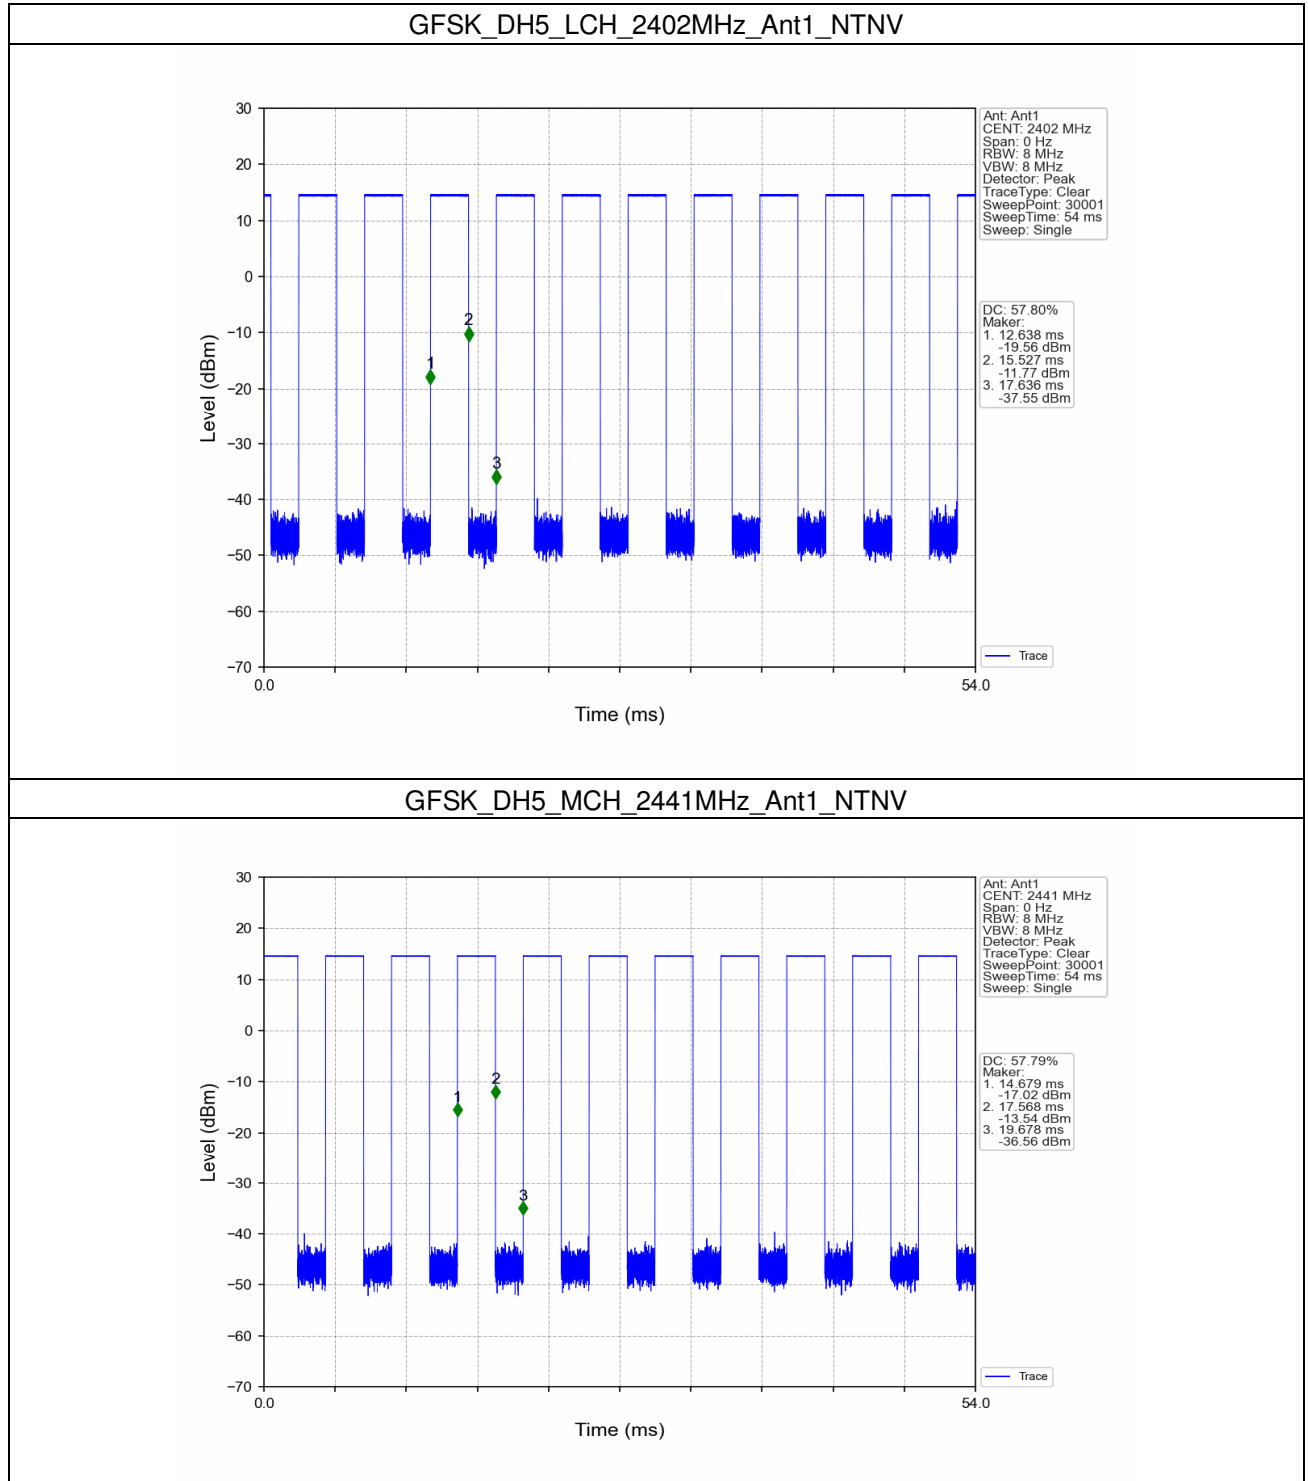 GFSK_DH5_LCH_2402MHz_Ant1_NTNV
30
20
10
0
−10
−20
−30
−40
−50
−60
−70
Level (dBm)
0.0
54.0
Time (ms)
1
2
3
Ant: Ant1
CENT: 2402 MHz
Span: 0 Hz
RBW: 8 MHz
VBW: 8 MHz
Detector: Peak
TraceType: Clear
SweepPoint: 30001
SweepTime: 54 ms
Sweep: Single
DC: 57.80%
Maker:
1. 12.638 ms
-19.56 dBm
2. 15.527 ms
-11.77 dBm
3. 17.636 ms
-37.55 dBm
Trace
GFSK_DH5_MCH_2441MHz_Ant1_NTNV
30
20
10
0
−10
−20
−30
−40
−50
−60
−70
Level (dBm)
0.0
54.0
Time (ms)
1
2
3
Ant: Ant1
CENT: 2441 MHz
Span: 0 Hz
RBW: 8 MHz
VBW: 8 MHz
Detector: Peak
TraceType: Clear
SweepPoint: 30001
SweepTime: 54 ms
Sweep: Single
DC: 57.79%
Maker:
1. 14.679 ms
-17.02 dBm
2. 17.568 ms
-13.54 dBm
3. 19.678 ms
-36.56 dBm
Trace